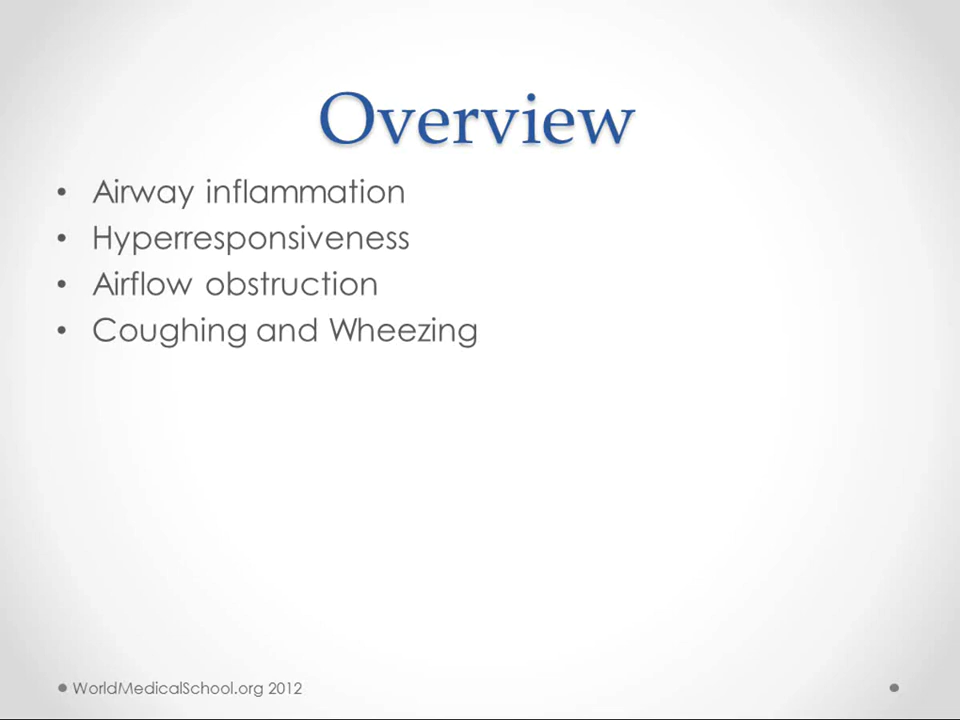 Overview
• Airway inflammation
• Hyperresponsiveness
• Airflow obstruction
• Coughing and Wheezing
WorldMedicalSchool.org 2012